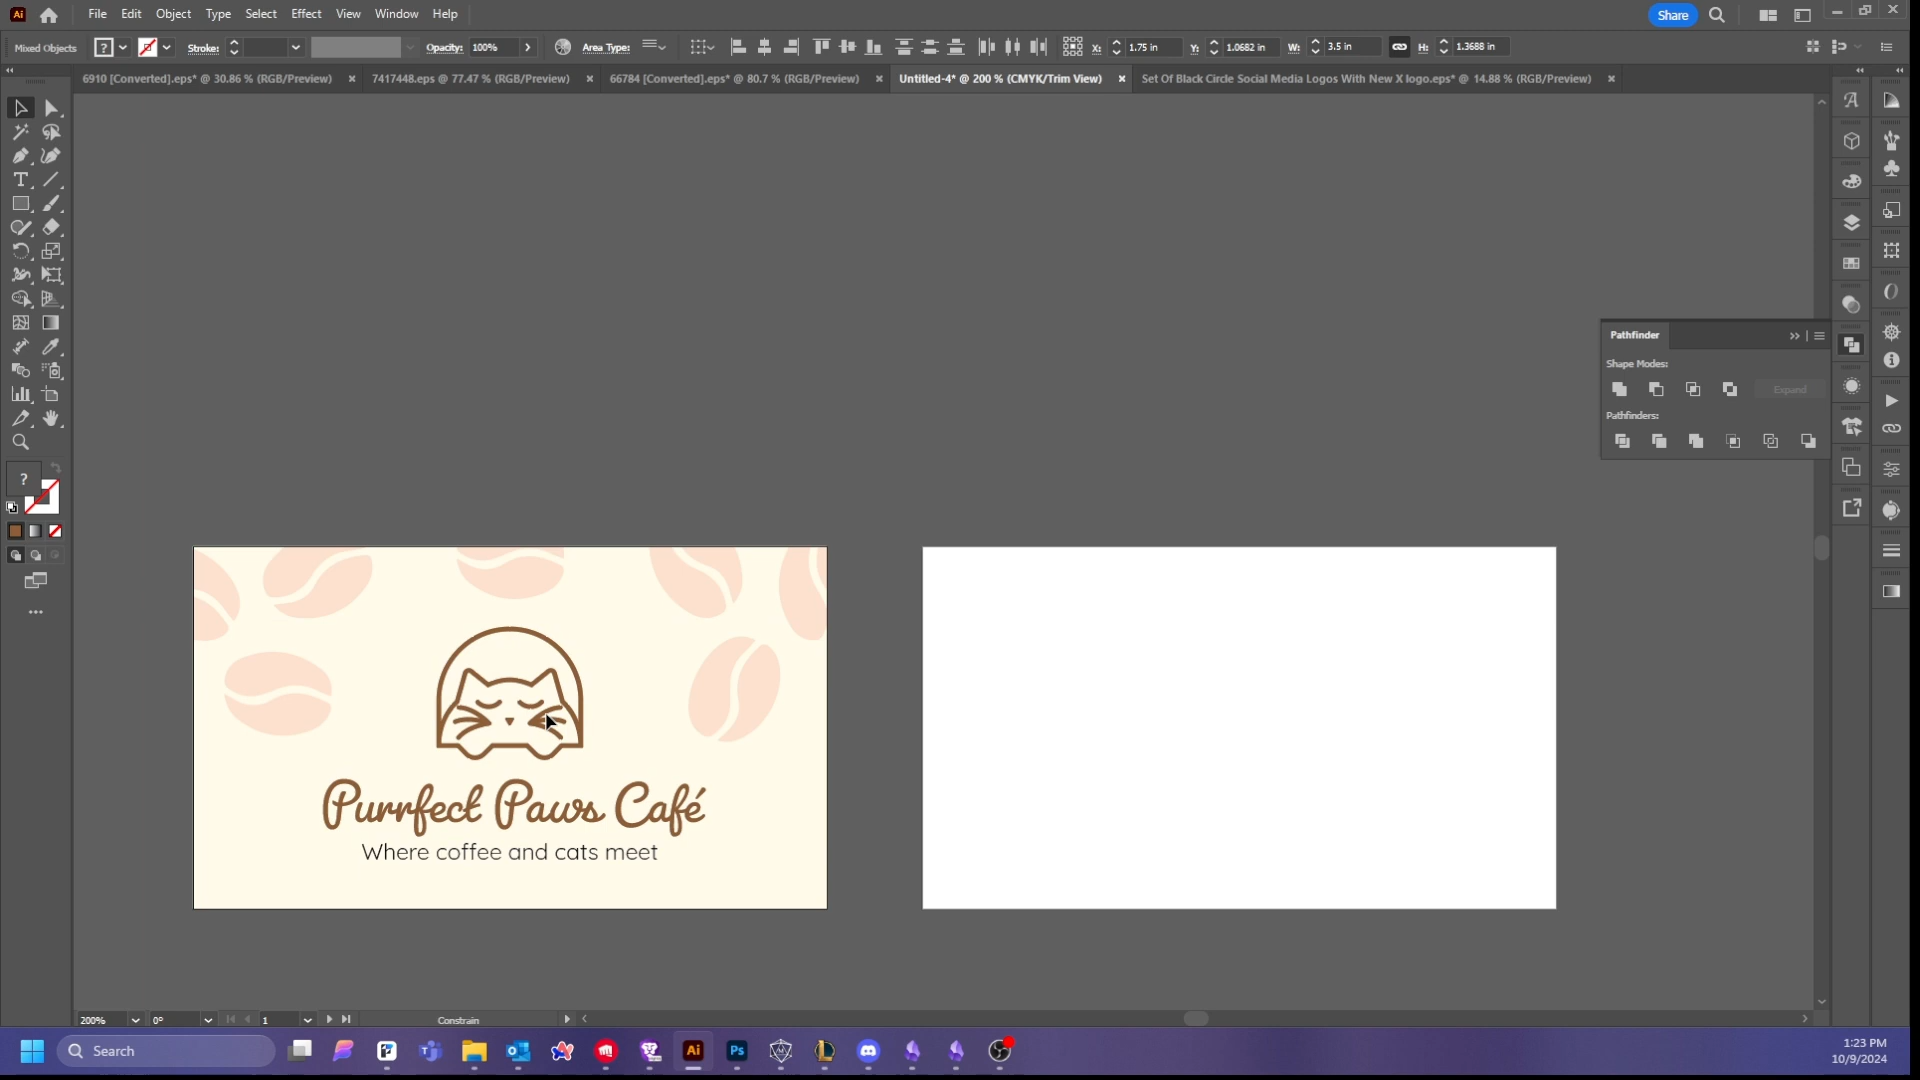 Ai File Edit Object Type Select Effect View Window Help Share
Mixed Objects ? Stroke: Opacity: 100% Area Type: X: 1.75 in Y: 1.0682 in W: 3.5 in H: 1.3688 in
6910 [Converted].eps* @ 30.86 % (RGB/Preview) × 7417448.eps @ 77.47 % (RGB/Preview) × 66784 [Converted].eps* @ 80.7 % (RGB/Preview) × Untitled-4* @ 200 % (CMYK/Trim View) × Set Of Black Circle Social Media Logos With New X logo.eps* @ 14.88 % (RGB/Preview) ×
Pathfinder
Shape Modes:
Expand
Pathfinders:
?
Purrfect Paws Café
Where coffee and cats meet
200% 0° 1 Constrain
Search Ai Ps
1:23 PM
10/9/2024